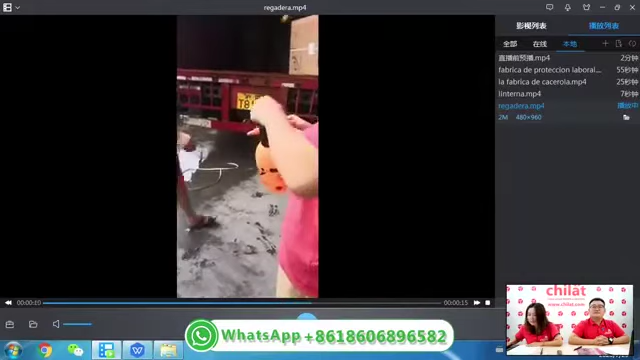 regadera.mp4
影视列表 播放列表
全部 在线 本地
直播前预播.mp4 2分钟
fabrica de proteccion laboral... 55秒钟
la fabrica de cacerola.mp4 25秒钟
linterna.mp4 7秒钟
regadera.mp4 播放中
2M 480×960
00:00:15
chilat
www.chilat.com
WhatsApp +8618606896582